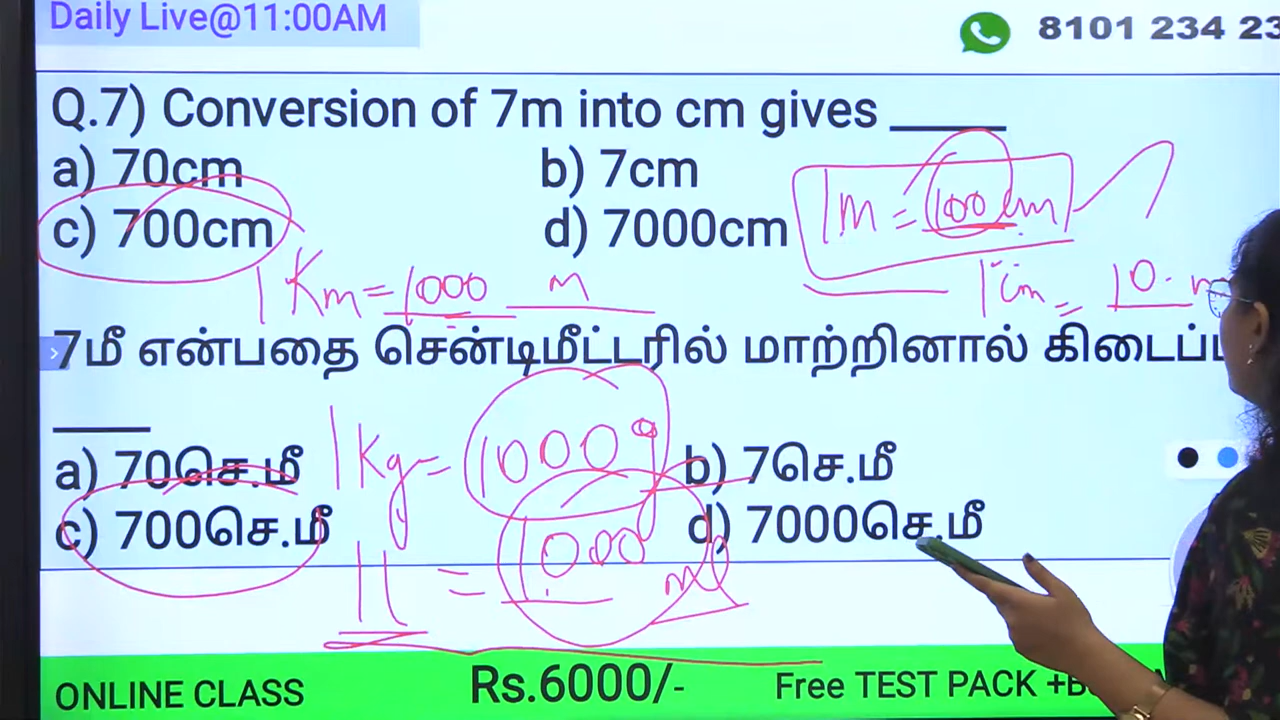 Daily Live@11:00AM
8101 234 23
Q.7) Conversion of 7m into cm gives _____
a) 70cm b) 7cm
1m = 100 cm
c) 700cm d) 7000cm
1 Km = 1000 m
1 cm = 10 m
7மீ என்பதை சென்டிமீட்டரில் மாற்றினால்
_____
1 Kg = 1000 g
a) 70செ.மீ b) 7செ.மீ
c) 700செ.மீ d) 7000செ.மீ
1l = 1000 ml
ONLINE CLASS Rs.6000/- Free TEST PACK